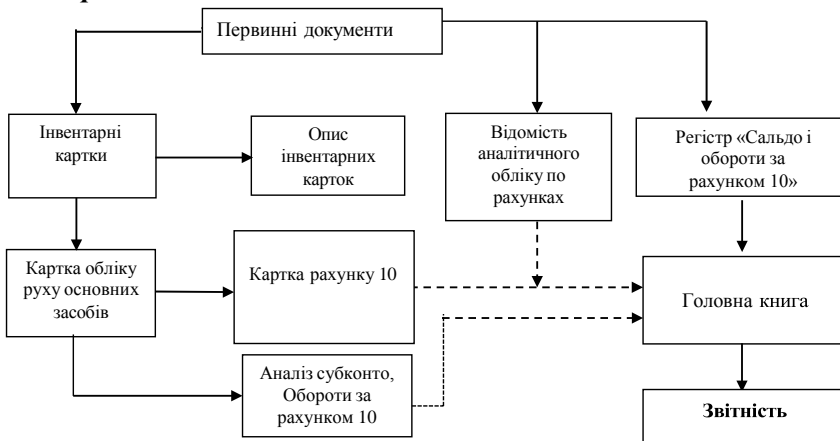 Первинні документи
Інвентарні
картки
Опис
інвентарних
карток
Відомість
аналітичного
обліку по
рахунках
Регістр «Сальдо і
обороти за
рахунком 10»
Картка обліку
руху основних
засобів
Картка рахунку 10
Головна книга
Аналіз субконто,
Обороти за
рахунком 10
Звітність